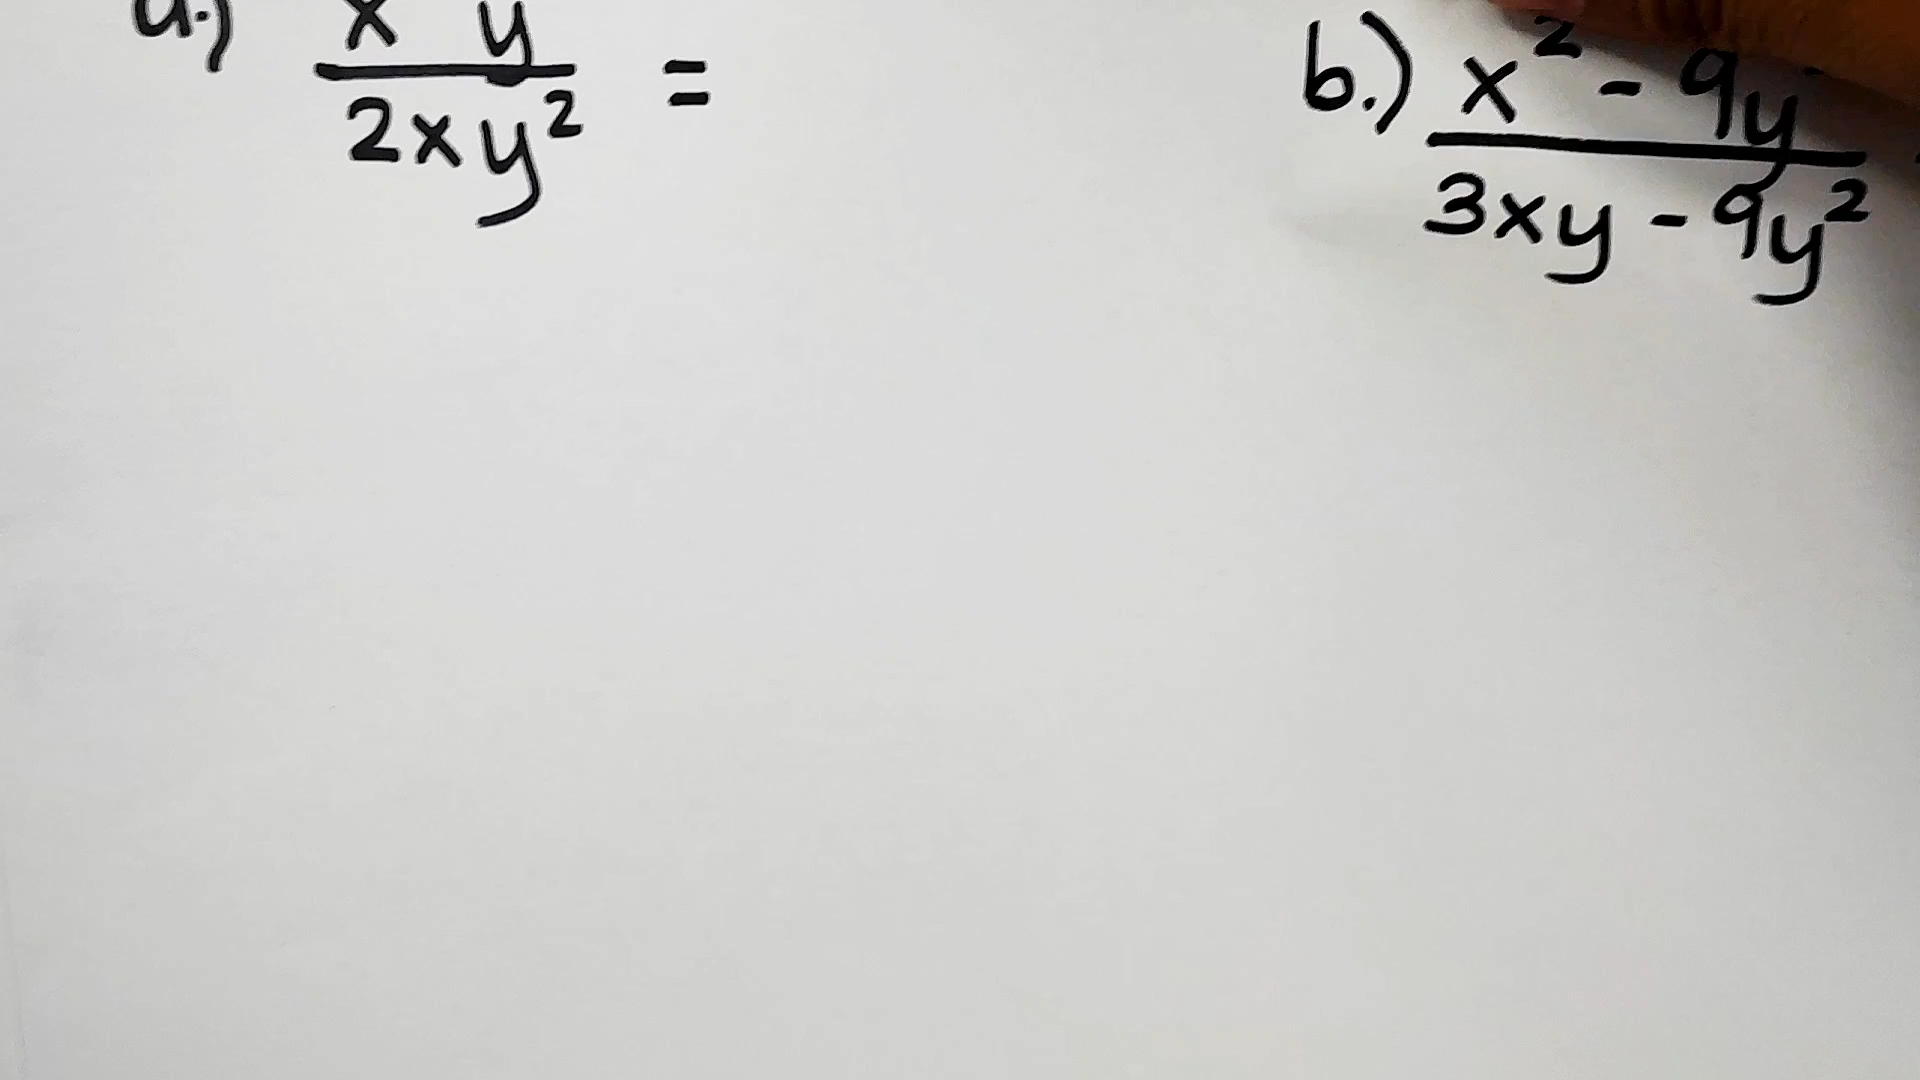 a.) x y / 2xy² =
b.) x² - 9y / 3xy - 9y²